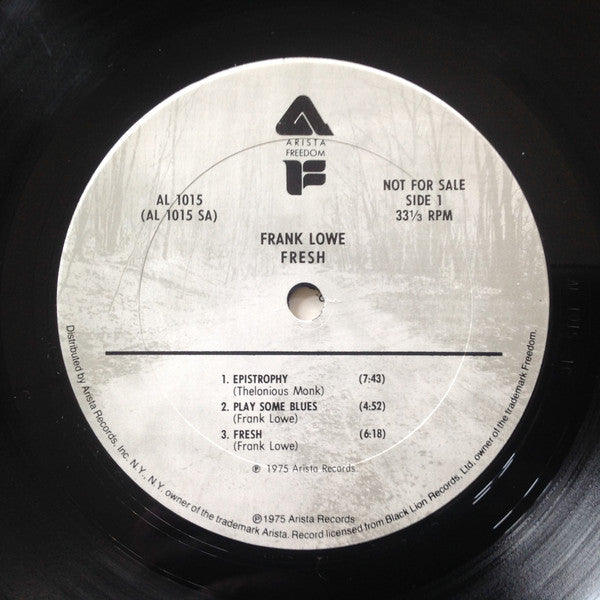 ARISTA
FREEDOM
F
AL 1015
(AL 1015 SA)
NOT FOR SALE
SIDE 1
33⅓ RPM
FRANK LOWE
FRESH
1. EPISTROPHY (7:43)
(Thelonious Monk)
2. PLAY SOME BLUES (4:52)
(Frank Lowe)
3. FRESH (6:18)
(Frank Lowe)
℗ 1975 Arista Records
℗©1975 Arista Records
Distributed by Arista Records, Inc. N.Y., N.Y. owner of the trademark Arista. Record licensed from Black Lion Records, Ltd. owner of the trademark Freedom.